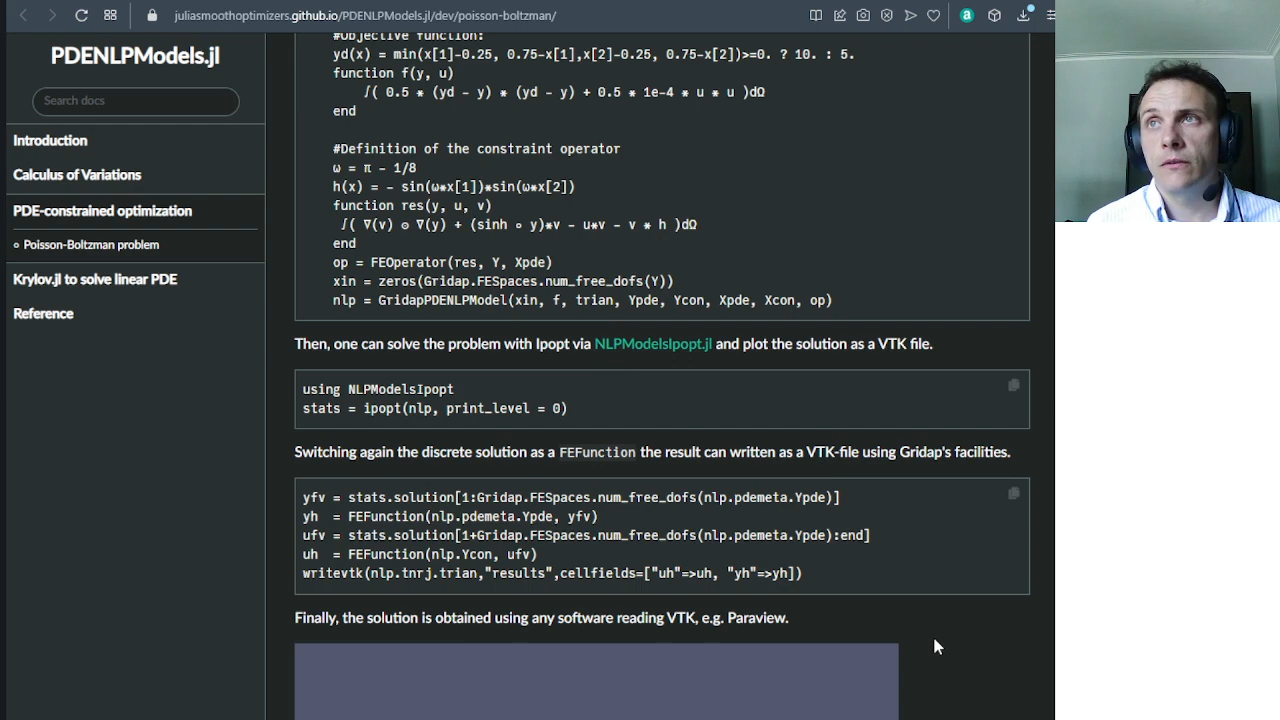 juliasmoothoptimizers.github.io/PDENLPModels.jl/dev/poisson-boltzman/
a
PDENLPModels.jl
Search docs
Introduction
Calculus of Variations
PDE-constrained optimization
Poisson-Boltzman problem
Krylov.jl to solve linear PDE
Reference
#Objective function:
yd(x) = min(x[1]-0.25, 0.75-x[1],x[2]-0.25, 0.75-x[2])>=0. ? 10. : 5.
function f(y, u)
∫( 0.5 * (yd - y) * (yd - y) + 0.5 * 1e-4 * u * u )dΩ
end
#Definition of the constraint operator
ω = π - 1/8
h(x) = - sin(ω*x[1])*sin(ω*x[2])
function res(y, u, v)
∫( ∇(v) ⊙ ∇(y) + (sinh ∘ y)*v - u*v - v * h )dΩ
end
op = FEOperator(res, Y, Xpde)
xin = zeros(Gridap.FESpaces.num_free_dofs(Y))
nlp = GridapPDENLPModel(xin, f, trian, Ypde, Ycon, Xpde, Xcon, op)
Then, one can solve the problem with Ipopt via NLPModelsIpopt.jl and plot the solution as a VTK file.
using NLPModelsIpopt
stats = ipopt(nlp, print_level = 0)
Switching again the discrete solution as a FEFunction the result can written as a VTK-file using Gridap's facilities.
yfv = stats.solution[1:Gridap.FESpaces.num_free_dofs(nlp.pdemeta.Ypde)]
yh  = FEFunction(nlp.pdemeta.Ypde, yfv)
ufv = stats.solution[1+Gridap.FESpaces.num_free_dofs(nlp.pdemeta.Ypde):end]
uh  = FEFunction(nlp.Ycon, ufv)
writevtk(nlp.tnrj.trian,"results",cellfields=["uh"=>uh, "yh"=>yh])
Finally, the solution is obtained using any software reading VTK, e.g. Paraview.